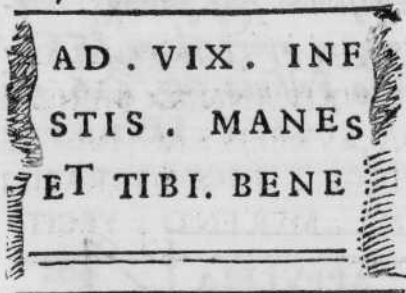 AD . VIX . INF
STIS . MANES
ET TIBI. BENE